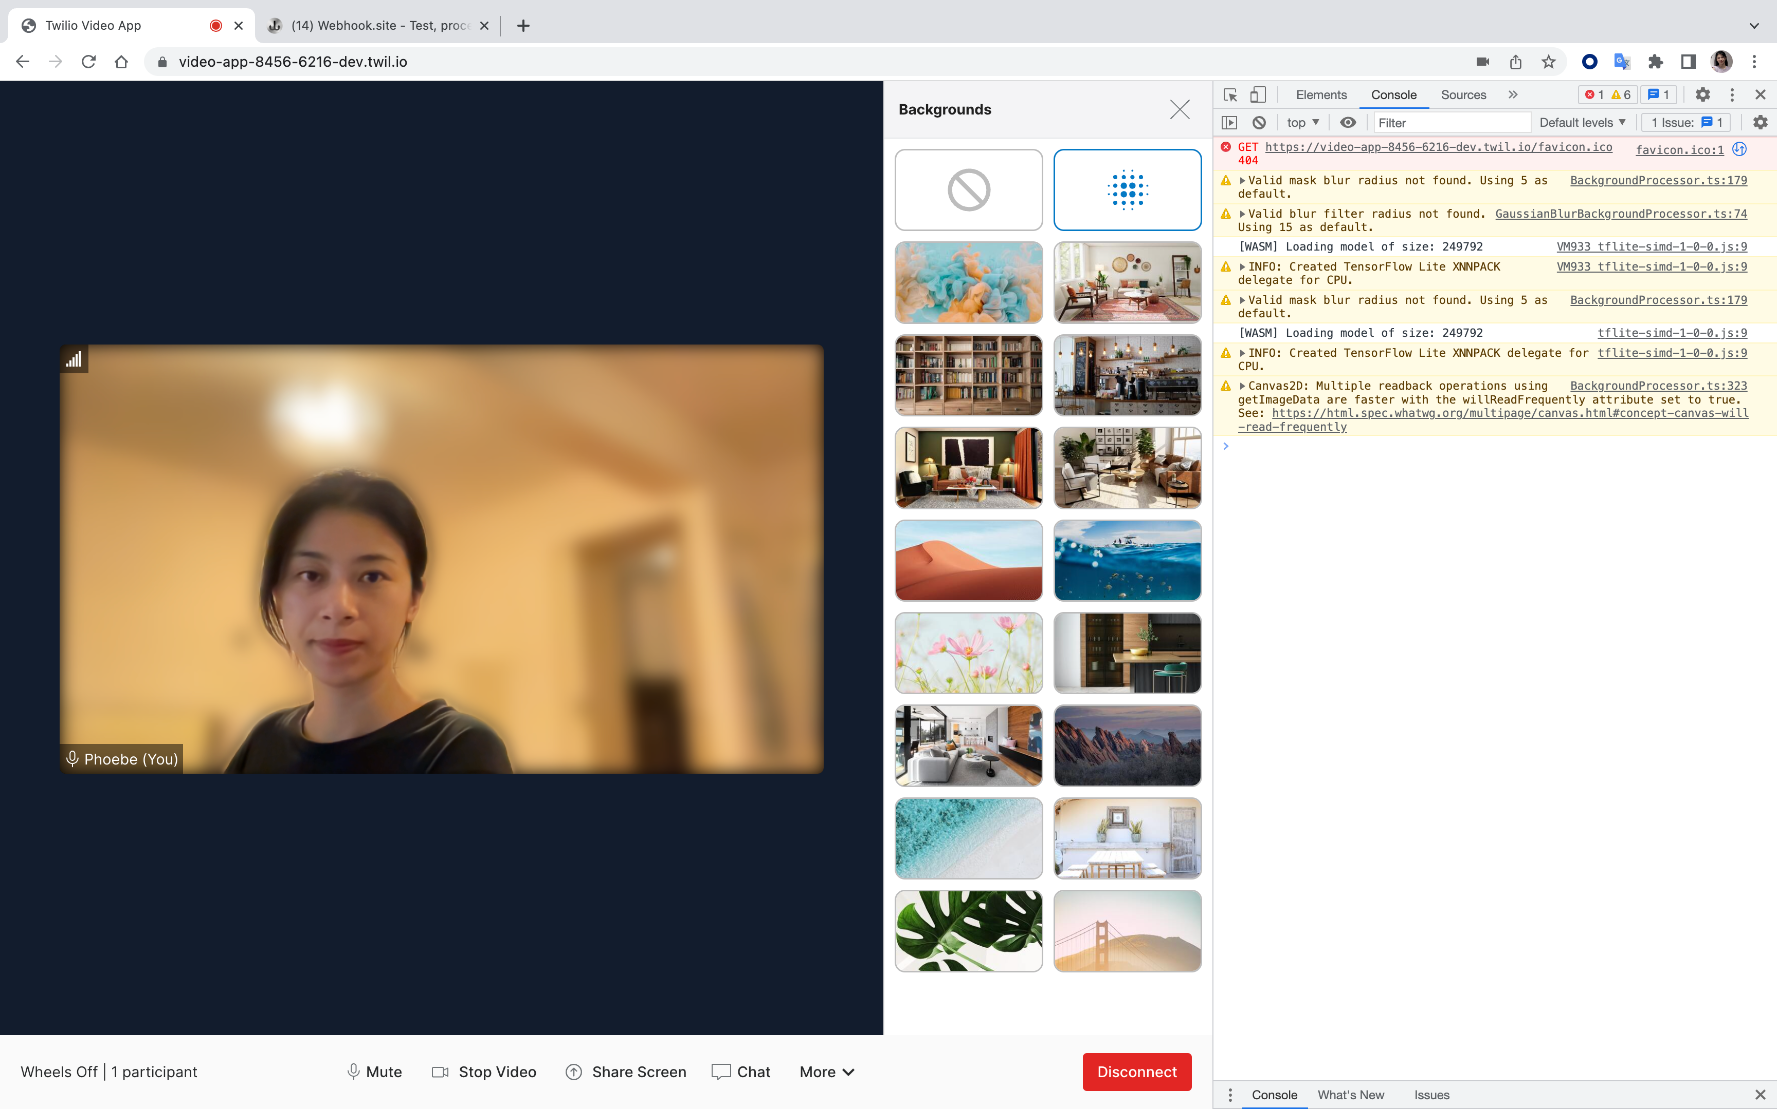 Twilio Video App
(14) Webhook.site - Test, proce
video-app-8456-6216-dev.twil.io
Backgrounds
Phoebe (You)
Wheels Off | 1 participant
Mute
Stop Video
Share Screen
Chat
More
Disconnect
Elements
Console
Sources
1
6
1
top
Filter
Default levels
1 Issue:
1
GET https://video-app-8456-6216-dev.twil.io/favicon.ico favicon.ico:1
404
Valid mask blur radius not found. Using 5 as BackgroundProcessor.ts:179
default.
Valid blur filter radius not found. GaussianBlurBackgroundProcessor.ts:74
Using 15 as default.
[WASM] Loading model of size: 249792 VM933 tflite-simd-1-0-0.js:9
INFO: Created TensorFlow Lite XNNPACK VM933 tflite-simd-1-0-0.js:9
delegate for CPU.
Valid mask blur radius not found. Using 5 as BackgroundProcessor.ts:179
default.
[WASM] Loading model of size: 249792 tflite-simd-1-0-0.js:9
INFO: Created TensorFlow Lite XNNPACK delegate for tflite-simd-1-0-0.js:9
CPU.
Canvas2D: Multiple readback operations using BackgroundProcessor.ts:323
getImageData are faster with the willReadFrequently attribute set to true.
See: https://html.spec.whatwg.org/multipage/canvas.html#concept-canvas-will
-read-frequently
Console
What's New
Issues